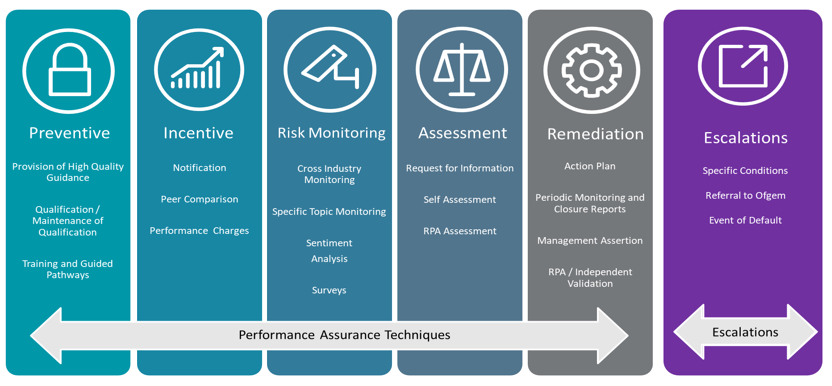 Preventive
Provision of High Quality
Guidance
Qualification /
Maintenance of
Qualification
Training and Guided
Pathways
Incentive
Notification
Peer Comparison
Performance Charges
Risk Monitoring
Cross Industry
Monitoring
Specific Topic Monitoring
Sentiment
Analysis
Surveys
Assessment
Request for Information
Self Assessment
RPA Assessment
Remediation
Action Plan
Periodic Monitoring and
Closure Reports
Management Assertion
RPA / Independent
Validation
Escalations
Specific Conditions
Referral to Ofgem
Event of Default
Performance Assurance Techniques
Escalations